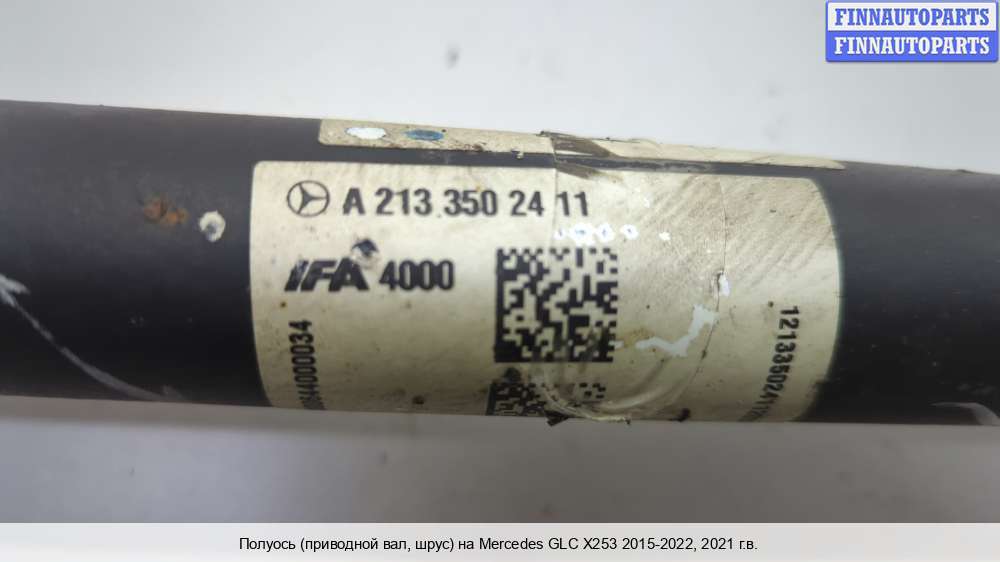 FINNAUTOPARTS
FINNAUTOPARTS
A 213 350 24 11
IFA 4000
Полуось (приводной вал, шрус) на Mercedes GLC X253 2015-2022, 2021 г.в.